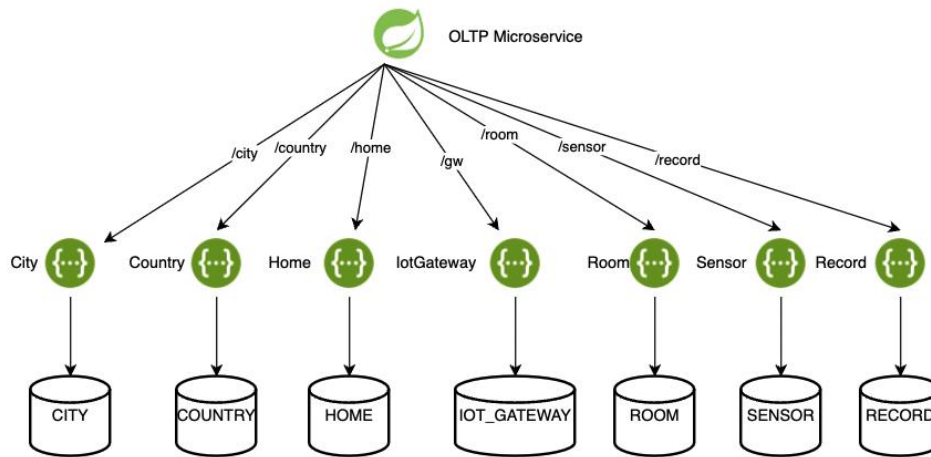 OLTP Microservice
/city
/country
/home
/gw
/room
/sensor
/record
City
Country
Home
IotGateway
Room
Sensor
Record
{...}
{...}
{...}
{...}
{...}
{...}
{...}
CITY
COUNTRY
HOME
IOT_GATEWAY
ROOM
SENSOR
RECORD